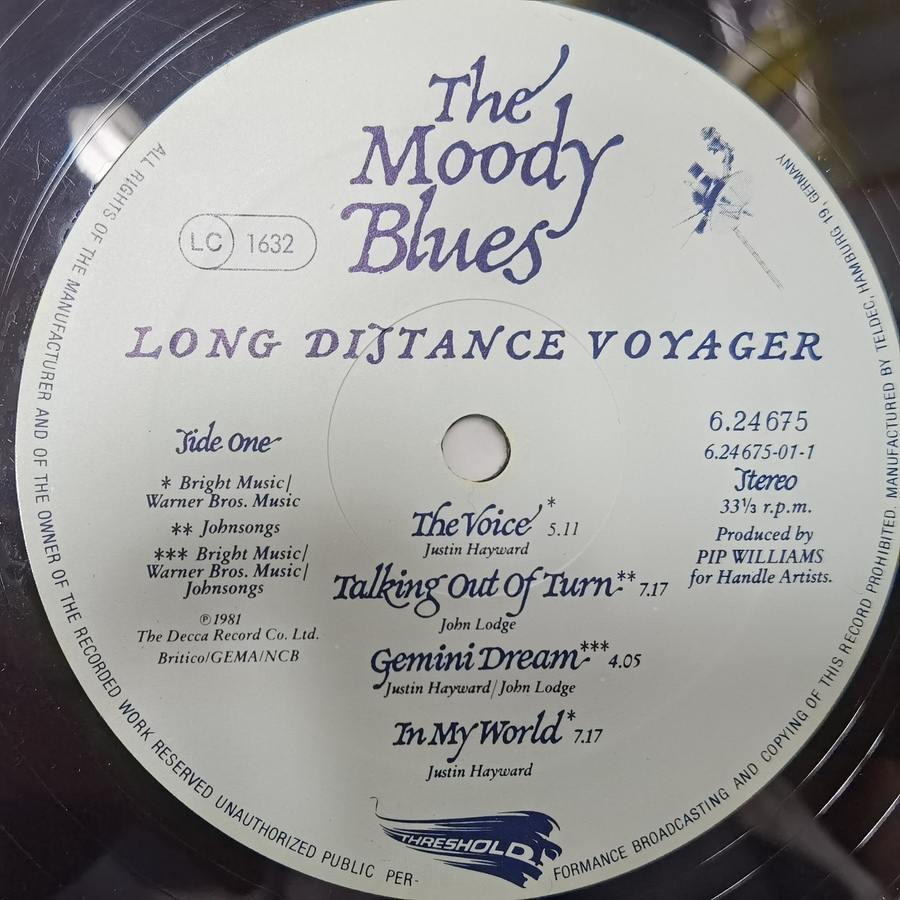 The
Moody
Blues
LC 1632
LONG DISTANCE VOYAGER
Side One
* Bright Music/
Warner Bros. Music
** Johnsongs
*** Bright Music/
Warner Bros. Music/
Johnsongs
℗1981
The Decca Record Co. Ltd.
Britico/GEMA/NCB
6.24675
6.24675-01-1
Stereo
33⅓ r.p.m.
Produced by
PIP WILLIAMS
for Handle Artists.
The Voice* 5.11
Justin Hayward
Talking Out Of Turn** 7.17
John Lodge
Gemini Dream*** 4.05
Justin Hayward/John Lodge
In My World* 7.17
Justin Hayward
THRESHOLD
ALL RIGHTS OF THE MANUFACTURER AND OF THE OWNER OF THE RECORDED WORK RESERVED UNAUTHORIZED PUBLIC PER-
FORMANCE BROADCASTING AND COPYING OF THIS RECORD PROHIBITED. MANUFACTURED BY TELDEC, HAMBURG 19, GERMANY